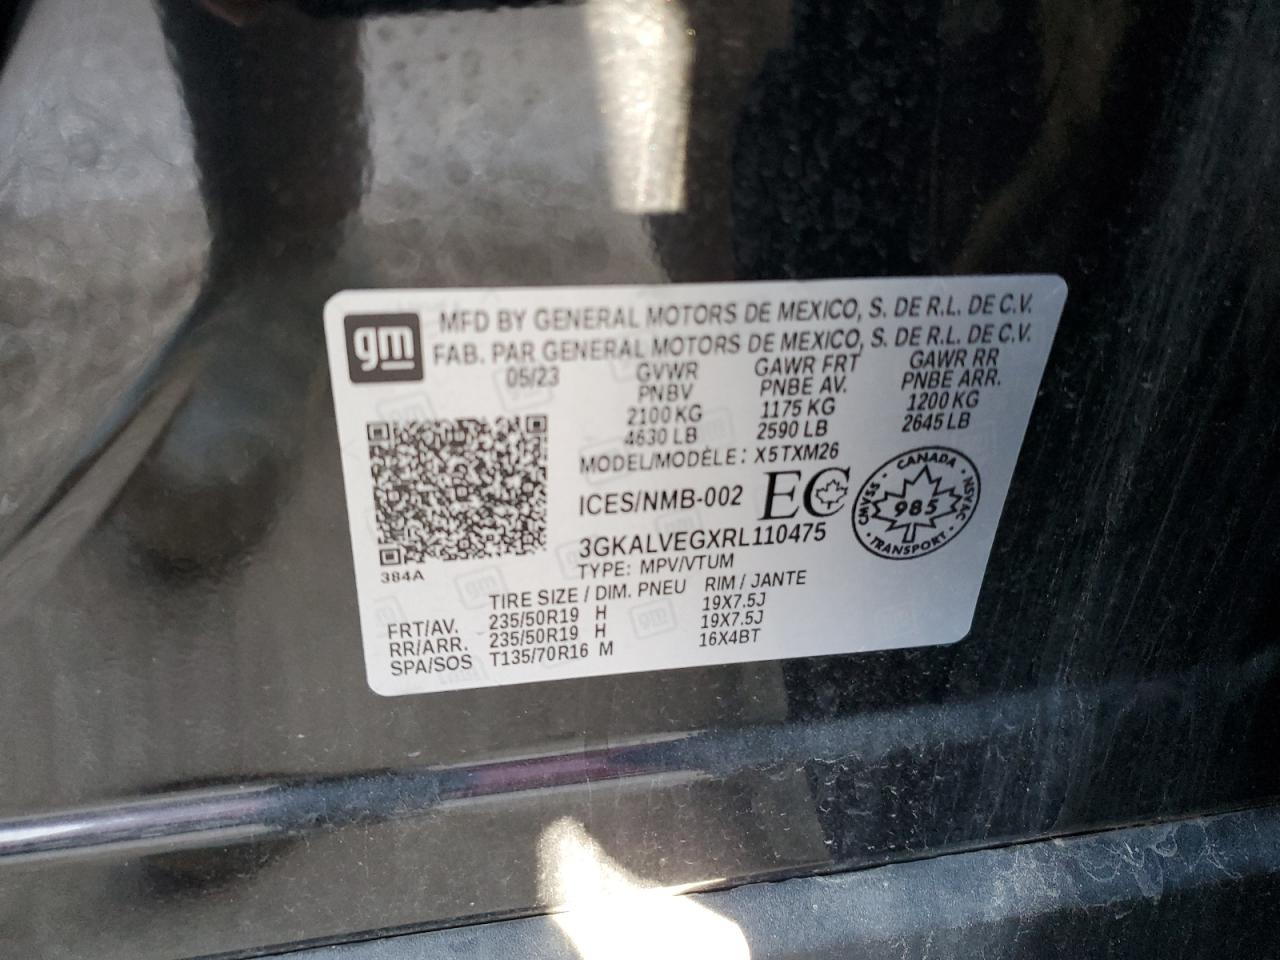 gm
MFD BY GENERAL MOTORS DE MEXICO, S. DE R.L. DE C.V.
FAB. PAR GENERAL MOTORS DE MEXICO, S. DE R.L. DE C.V.
05/23 GVWR GAWR FRT GAWR RR
PNBV PNBE AV. PNBE ARR.
2100 KG 1175 KG 1200 KG
4630 LB 2590 LB 2645 LB
MODEL/MODÈLE: X5TXM26
ICES/NMB-002 EC
CANADA
CMVSS 985 NSVAC
TRANSPORT
3GKALVEGXRL110475
TYPE: MPV/VTUM
384A
TIRE SIZE / DIM. PNEU RIM / JANTE
FRT/AV. 235/50R19 H 19X7.5J
RR/ARR. 235/50R19 H 19X7.5J
SPA/SOS T135/70R16 M 16X4BT